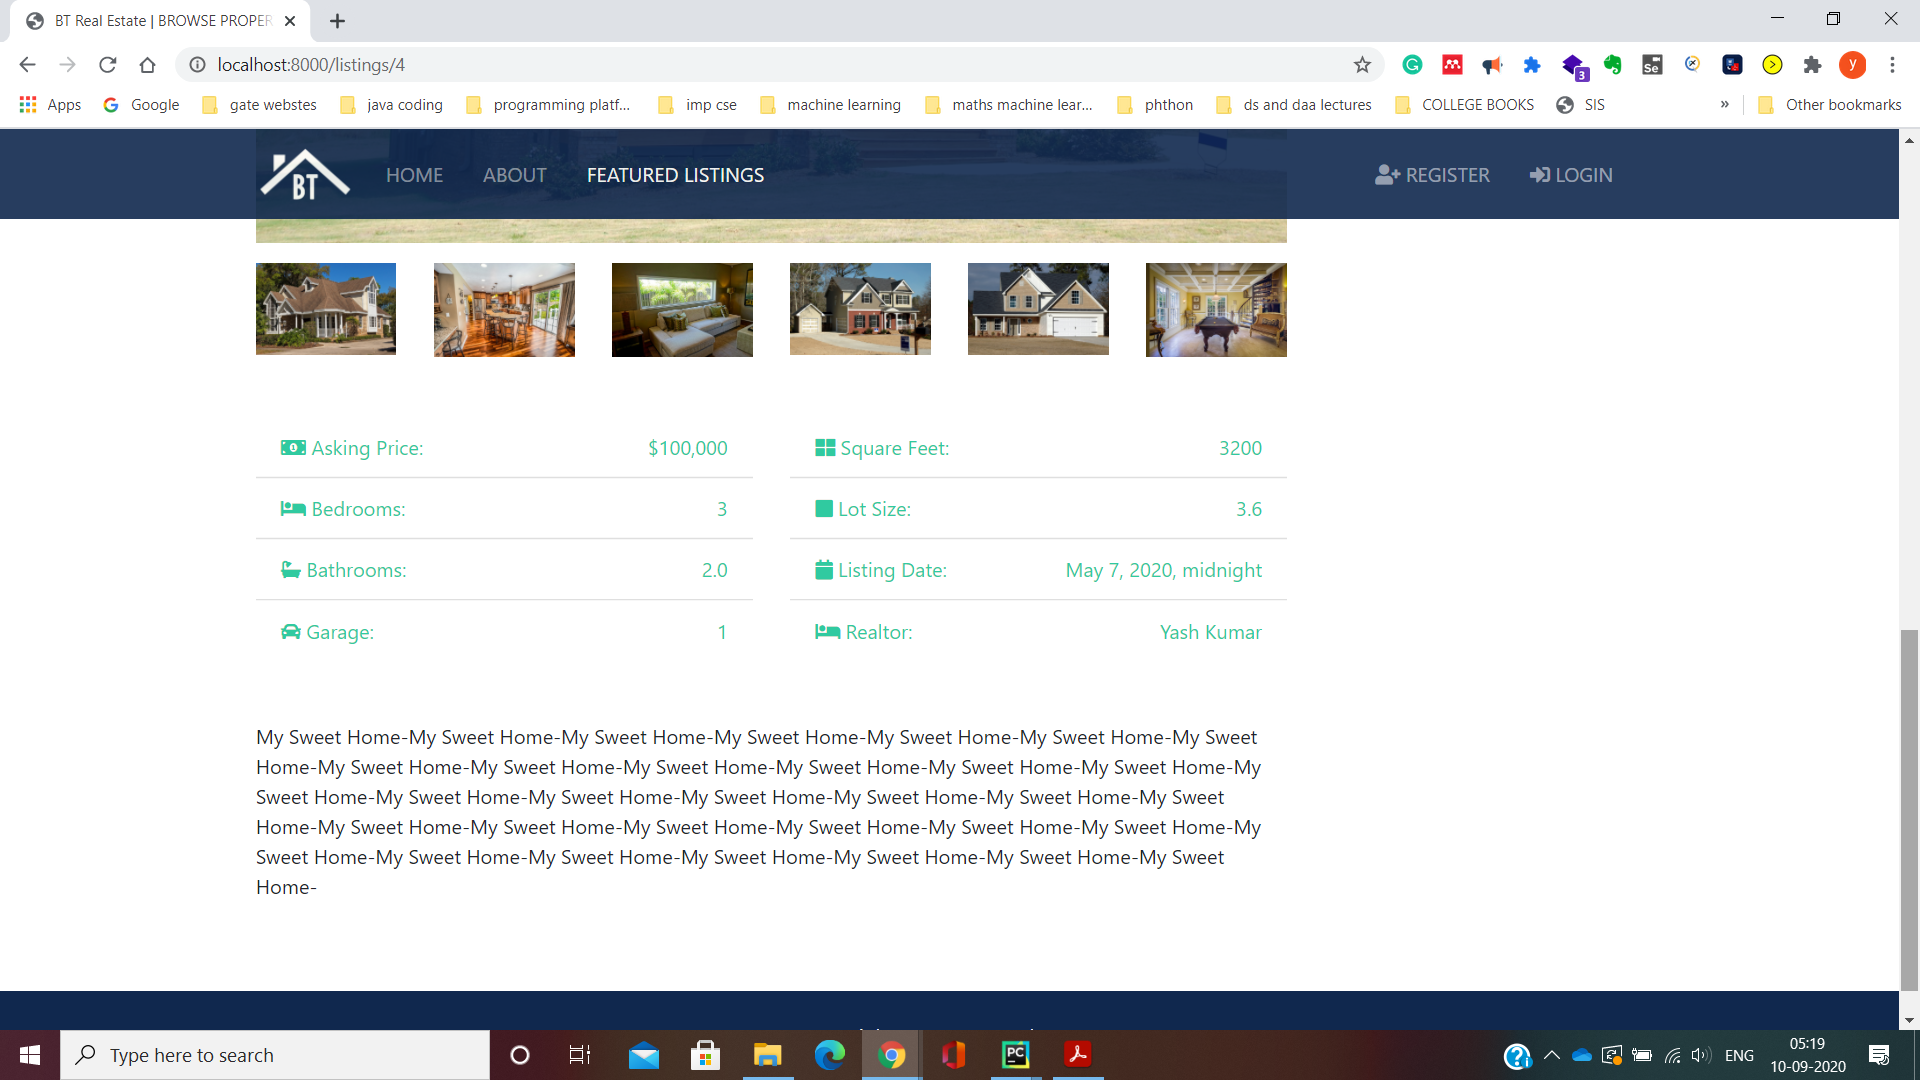 BT Real Estate | BROWSE PROPER
localhost:8000/listings/4
Se
3
y
Apps
Google
gate webstes
java coding
programming platf...
imp cse
machine learning
maths machine lear...
phthon
ds and daa lectures
COLLEGE BOOKS
SIS
»
Other bookmarks
BT
HOME
ABOUT
FEATURED LISTINGS
REGISTER
LOGIN
Asking Price: $100,000
Square Feet: 3200
Bedrooms: 3
Lot Size: 3.6
Bathrooms: 2.0
Listing Date: May 7, 2020, midnight
Garage: 1
Realtor: Yash Kumar
My Sweet Home-My Sweet Home-My Sweet Home-My Sweet Home-My Sweet Home-My Sweet Home-My Sweet
Home-My Sweet Home-My Sweet Home-My Sweet Home-My Sweet Home-My Sweet Home-My Sweet Home-My
Sweet Home-My Sweet Home-My Sweet Home-My Sweet Home-My Sweet Home-My Sweet Home-My Sweet
Home-My Sweet Home-My Sweet Home-My Sweet Home-My Sweet Home-My Sweet Home-My Sweet Home-My
Sweet Home-My Sweet Home-My Sweet Home-My Sweet Home-My Sweet Home-My Sweet Home-My Sweet
Home-
Type here to search
PC
ENG
05:19
10-09-2020